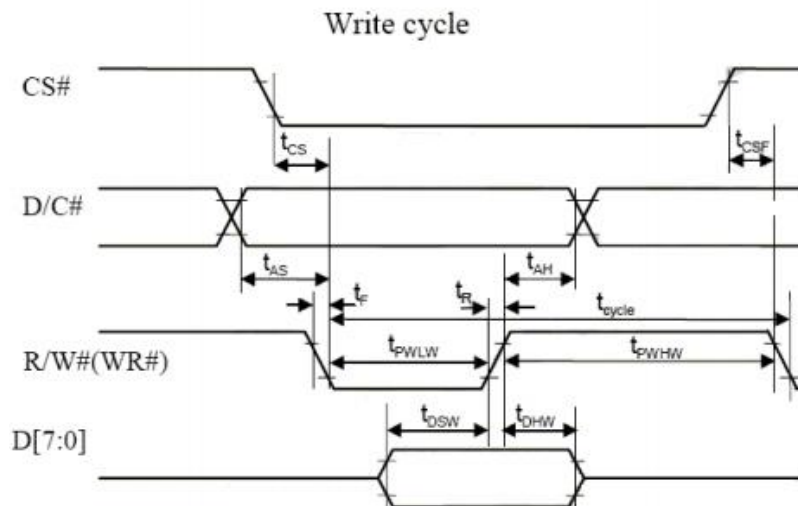 Write cycle
CS#
tCS
tCSF
D/C#
tAS
tAH
tF
tR
tcycle
R/W#(WR#)
tPWLW
tPWHW
D[7:0]
tDSW
tDHW